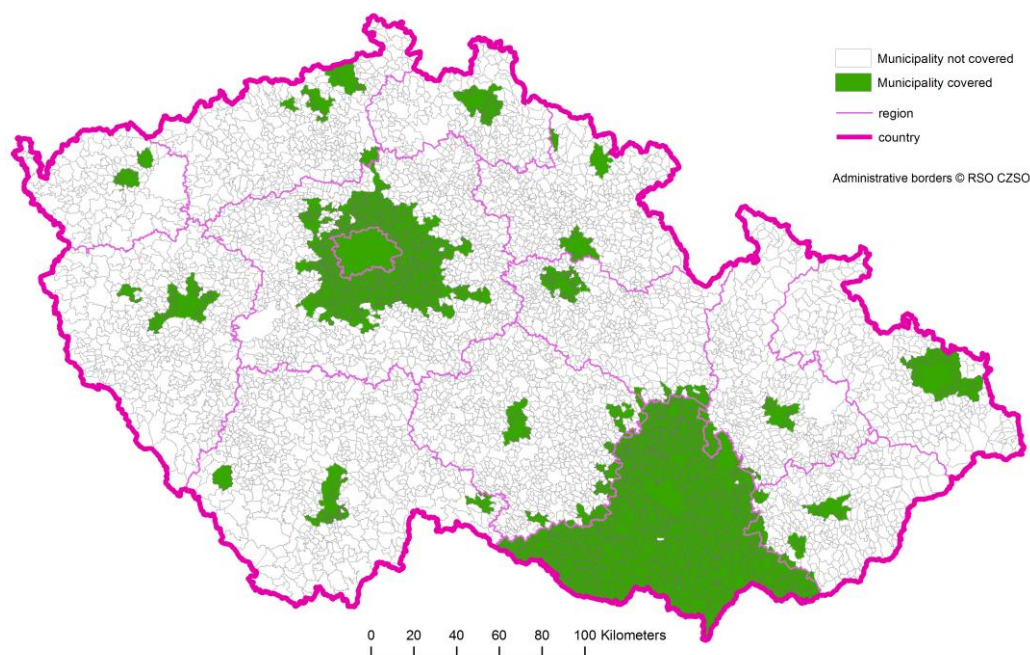 Municipality not covered
Municipality covered
region
country
Administrative borders © RSO CZSO
0 20 40 60 80 100 Kilometers